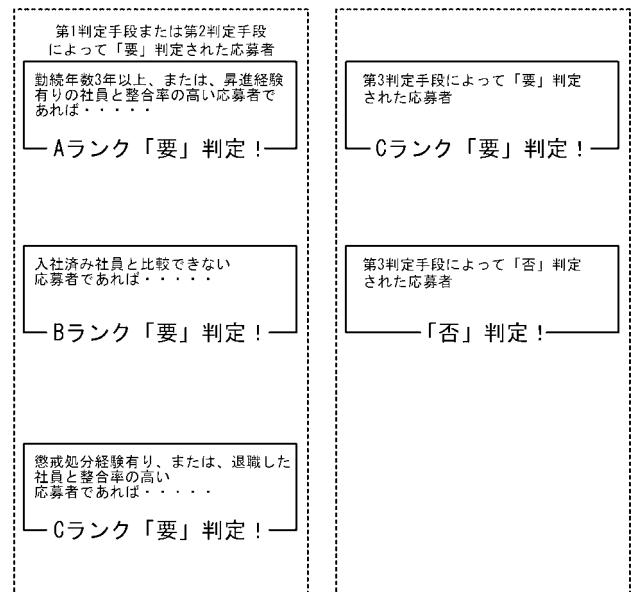 第1判定手段または第2判定手段
によって「要」判定された応募者
勤続年数3年以上、または、昇進経験
有りの社員と整合率の高い応募者で
あれば・・・・・
Aランク「要」判定!
入社済み社員と比較できない
応募者であれば・・・・・
Bランク「要」判定!
懲戒処分経験有り、または、退職した
社員と整合率の高い
応募者であれば・・・・・
Cランク「要」判定!
第3判定手段によって「要」判定
された応募者
Cランク「要」判定!
第3判定手段によって「否」判定
された応募者
「否」判定!